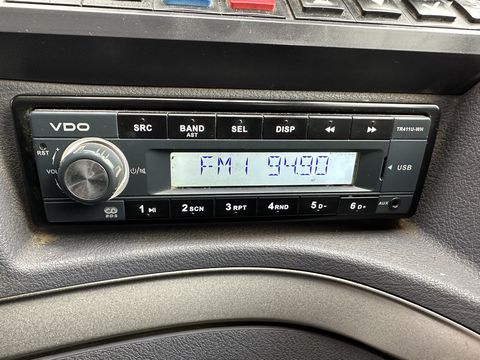 VDO
SRC
BAND
AST
SEL
DISP
◄◄
►►
TR411U-WH
RST
VOL
FM1 94.90
USB
RDS
1 ►II
2 SCN
3 RPT
4 RND
5 D-
6 D+
AUX